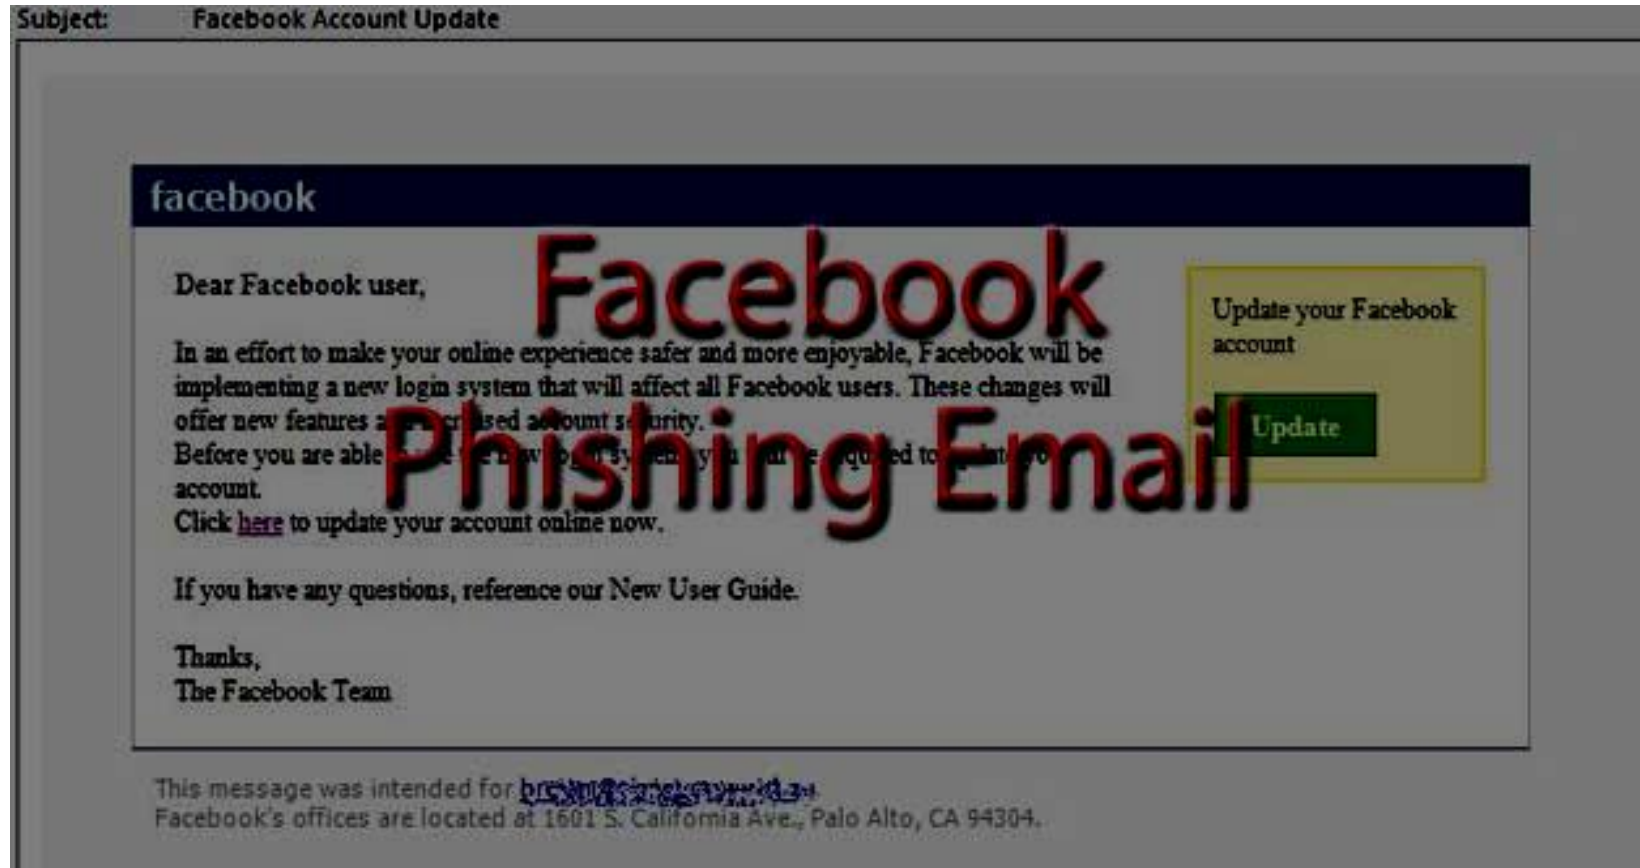 Subject: Facebook Account Update
facebook
Facebook
Phishing Email
Dear Facebook user,
In an effort to make your online experience safer and more enjoyable, Facebook will be
implementing a new login system that will affect all Facebook users. These changes will
offer new features account security.
Before you are able
account.
Click here to update your account online now.
If you have any questions, reference our New User Guide.
Thanks,
The Facebook Team
Update your Facebook
account
Update
This message was intended for
Facebook's offices are located at 1601 S. California Ave., Palo Alto, CA 94304.